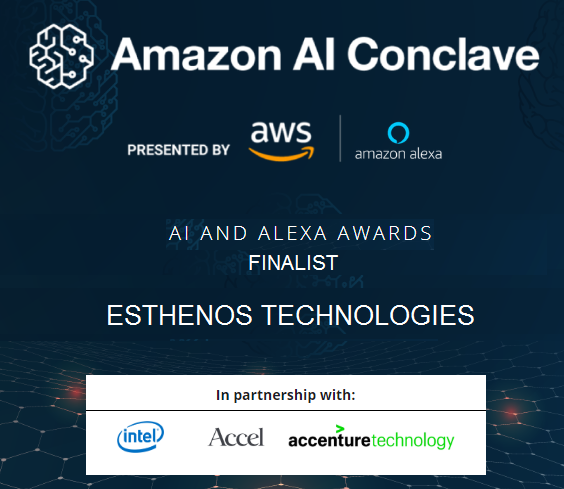 Amazon AI Conclave
PRESENTED BY aws amazon alexa
AI AND ALEXA AWARDS
FINALIST
ESTHENOS TECHNOLOGIES
In partnership with:
intel Accel accenturetechnology